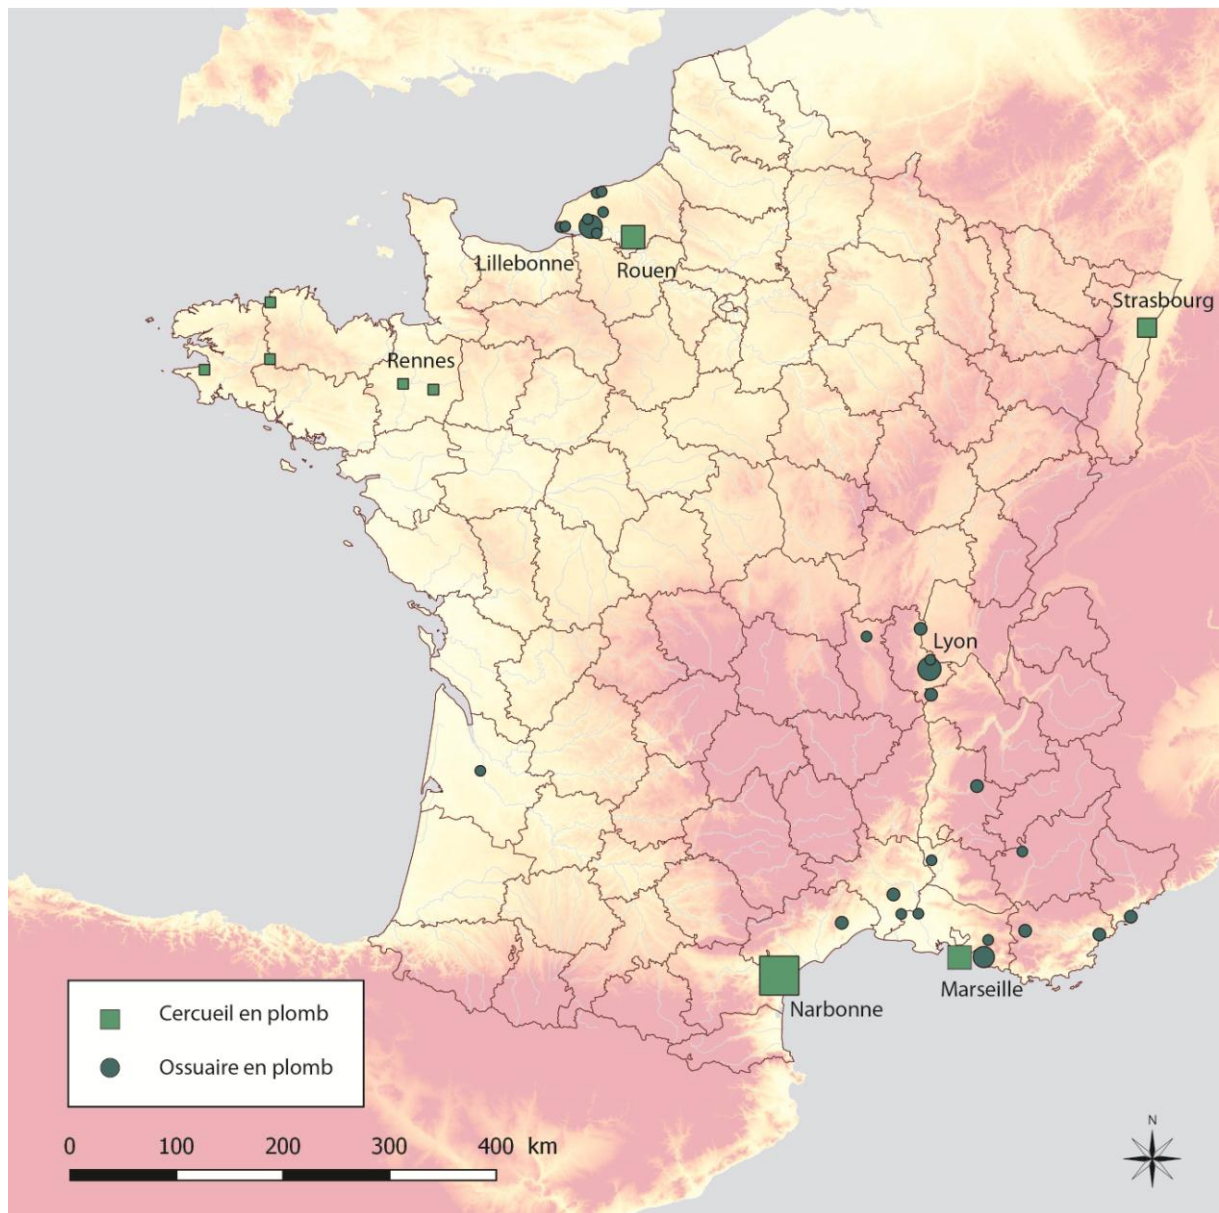 Lillebonne
Rouen
Strasbourg
Rennes
Lyon
Marseille
Narbonne
Cercueil en plomb
Ossuaire en plomb
0 100 200 300 400 km
N